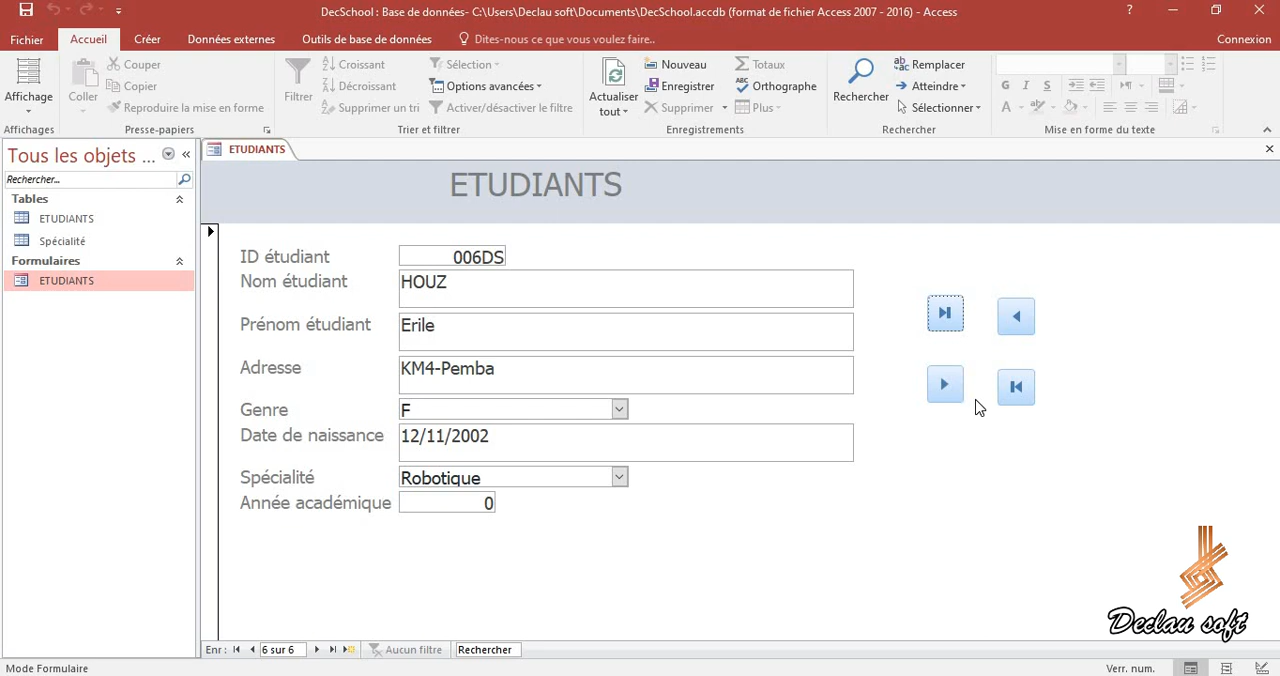 DecSchool : Base de données- C:\Users\Declau soft\Documents\DecSchool.accdb (format de fichier Access 2007 - 2016) - Access
?
Fichier
Accueil
Créer
Données externes
Outils de base de données
Dites-nous ce que vous voulez faire..
Connexion
Affichage
Affichages
Coller
Couper
Copier
Reproduire la mise en forme
Presse-papiers
Filtrer
Croissant
Décroissant
Supprimer un tri
Sélection
Options avancées
Activer/désactiver le filtre
Trier et filtrer
Actualiser
tout
Nouveau
Enregistrer
Supprimer
Totaux
Orthographe
Plus
Enregistrements
Rechercher
Remplacer
Atteindre
Sélectionner
Rechercher
G I S
A
Mise en forme du texte
Tous les objets ...
Rechercher...
Tables
ETUDIANTS
Spécialité
Formulaires
ETUDIANTS
ETUDIANTS
ETUDIANTS
ID étudiant 006DS
Nom étudiant HOUZ
Prénom étudiant Erile
Adresse KM4-Pemba
Genre F
Date de naissance 12/11/2002
Spécialité Robotique
Année académique 0
Declau soft
Enr : 6 sur 6 Aucun filtre Rechercher
Mode Formulaire
Verr. num.